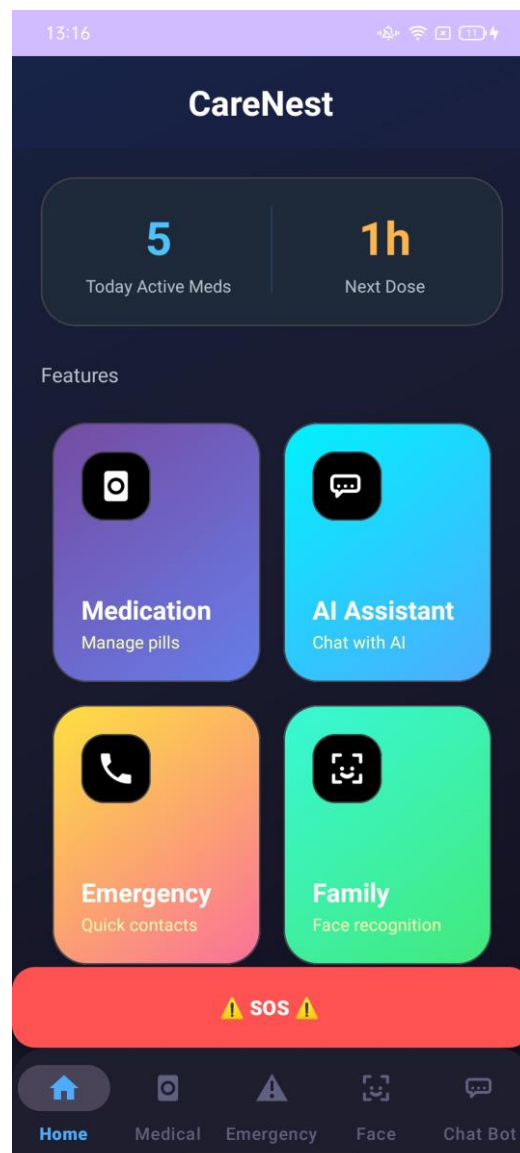 13:16
11
CareNest
5
1h
Today Active Meds
Next Dose
Features
Medication
Manage pills
AI Assistant
Chat with AI
Emergency
Quick contacts
Family
Face recognition
⚠️ SOS ⚠️
Home
Medical
Emergency
Face
Chat Bot